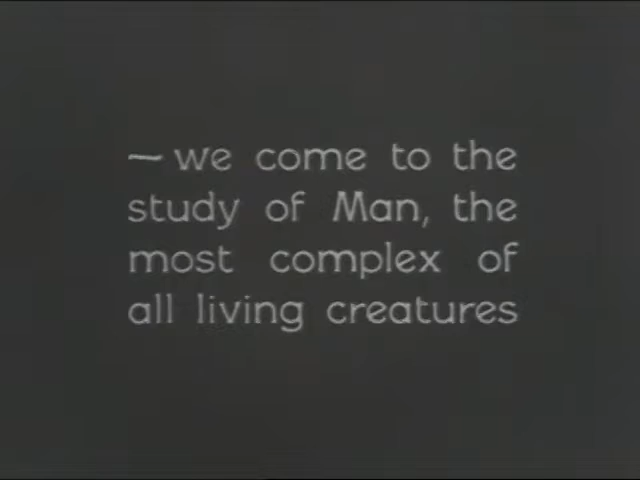 — we come to the
study of Man, the
most complex of
all living creatures